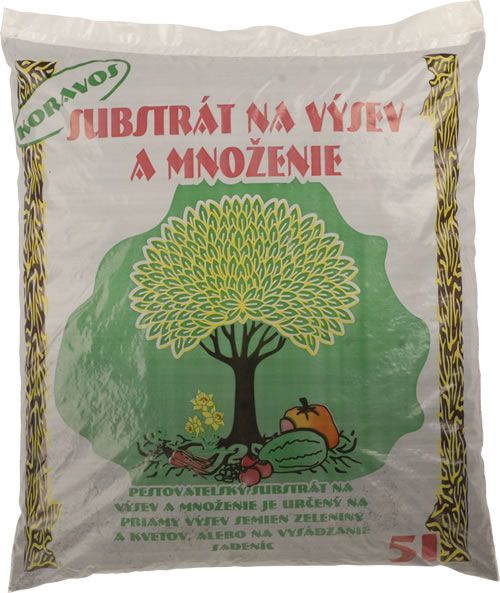 KORAVOS
SUBSTRÁT NA VÝSEV
A MNOŽENIE
PESTOVATEĽSKÝ SUBSTRÁT NA
VÝSEV A MNOŽENIE JE URČENÝ NA
PRIAMY VÝSEV SEMIEN ZELENINY
A KVETOV, ALEBO NA VYSÁDZANIE
SADENÍC
5l